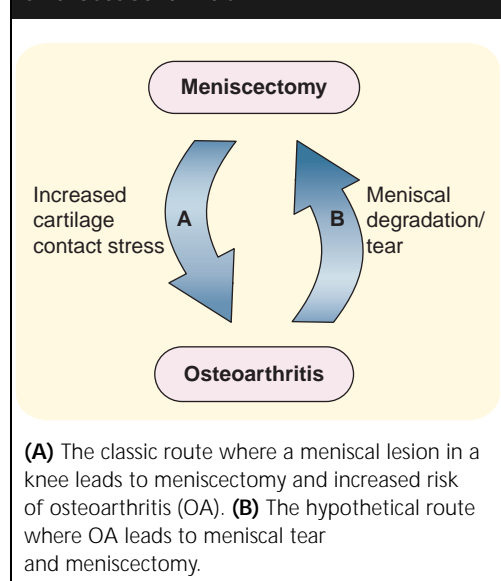 Meniscectomy
Increased
cartilage
contact stress
A
B
Meniscal
degradation/
tear
Osteoarthritis
(A) The classic route where a meniscal lesion in a
knee leads to meniscectomy and increased risk
of osteoarthritis (OA). (B) The hypothetical route
where OA leads to meniscal tear
and meniscectomy.